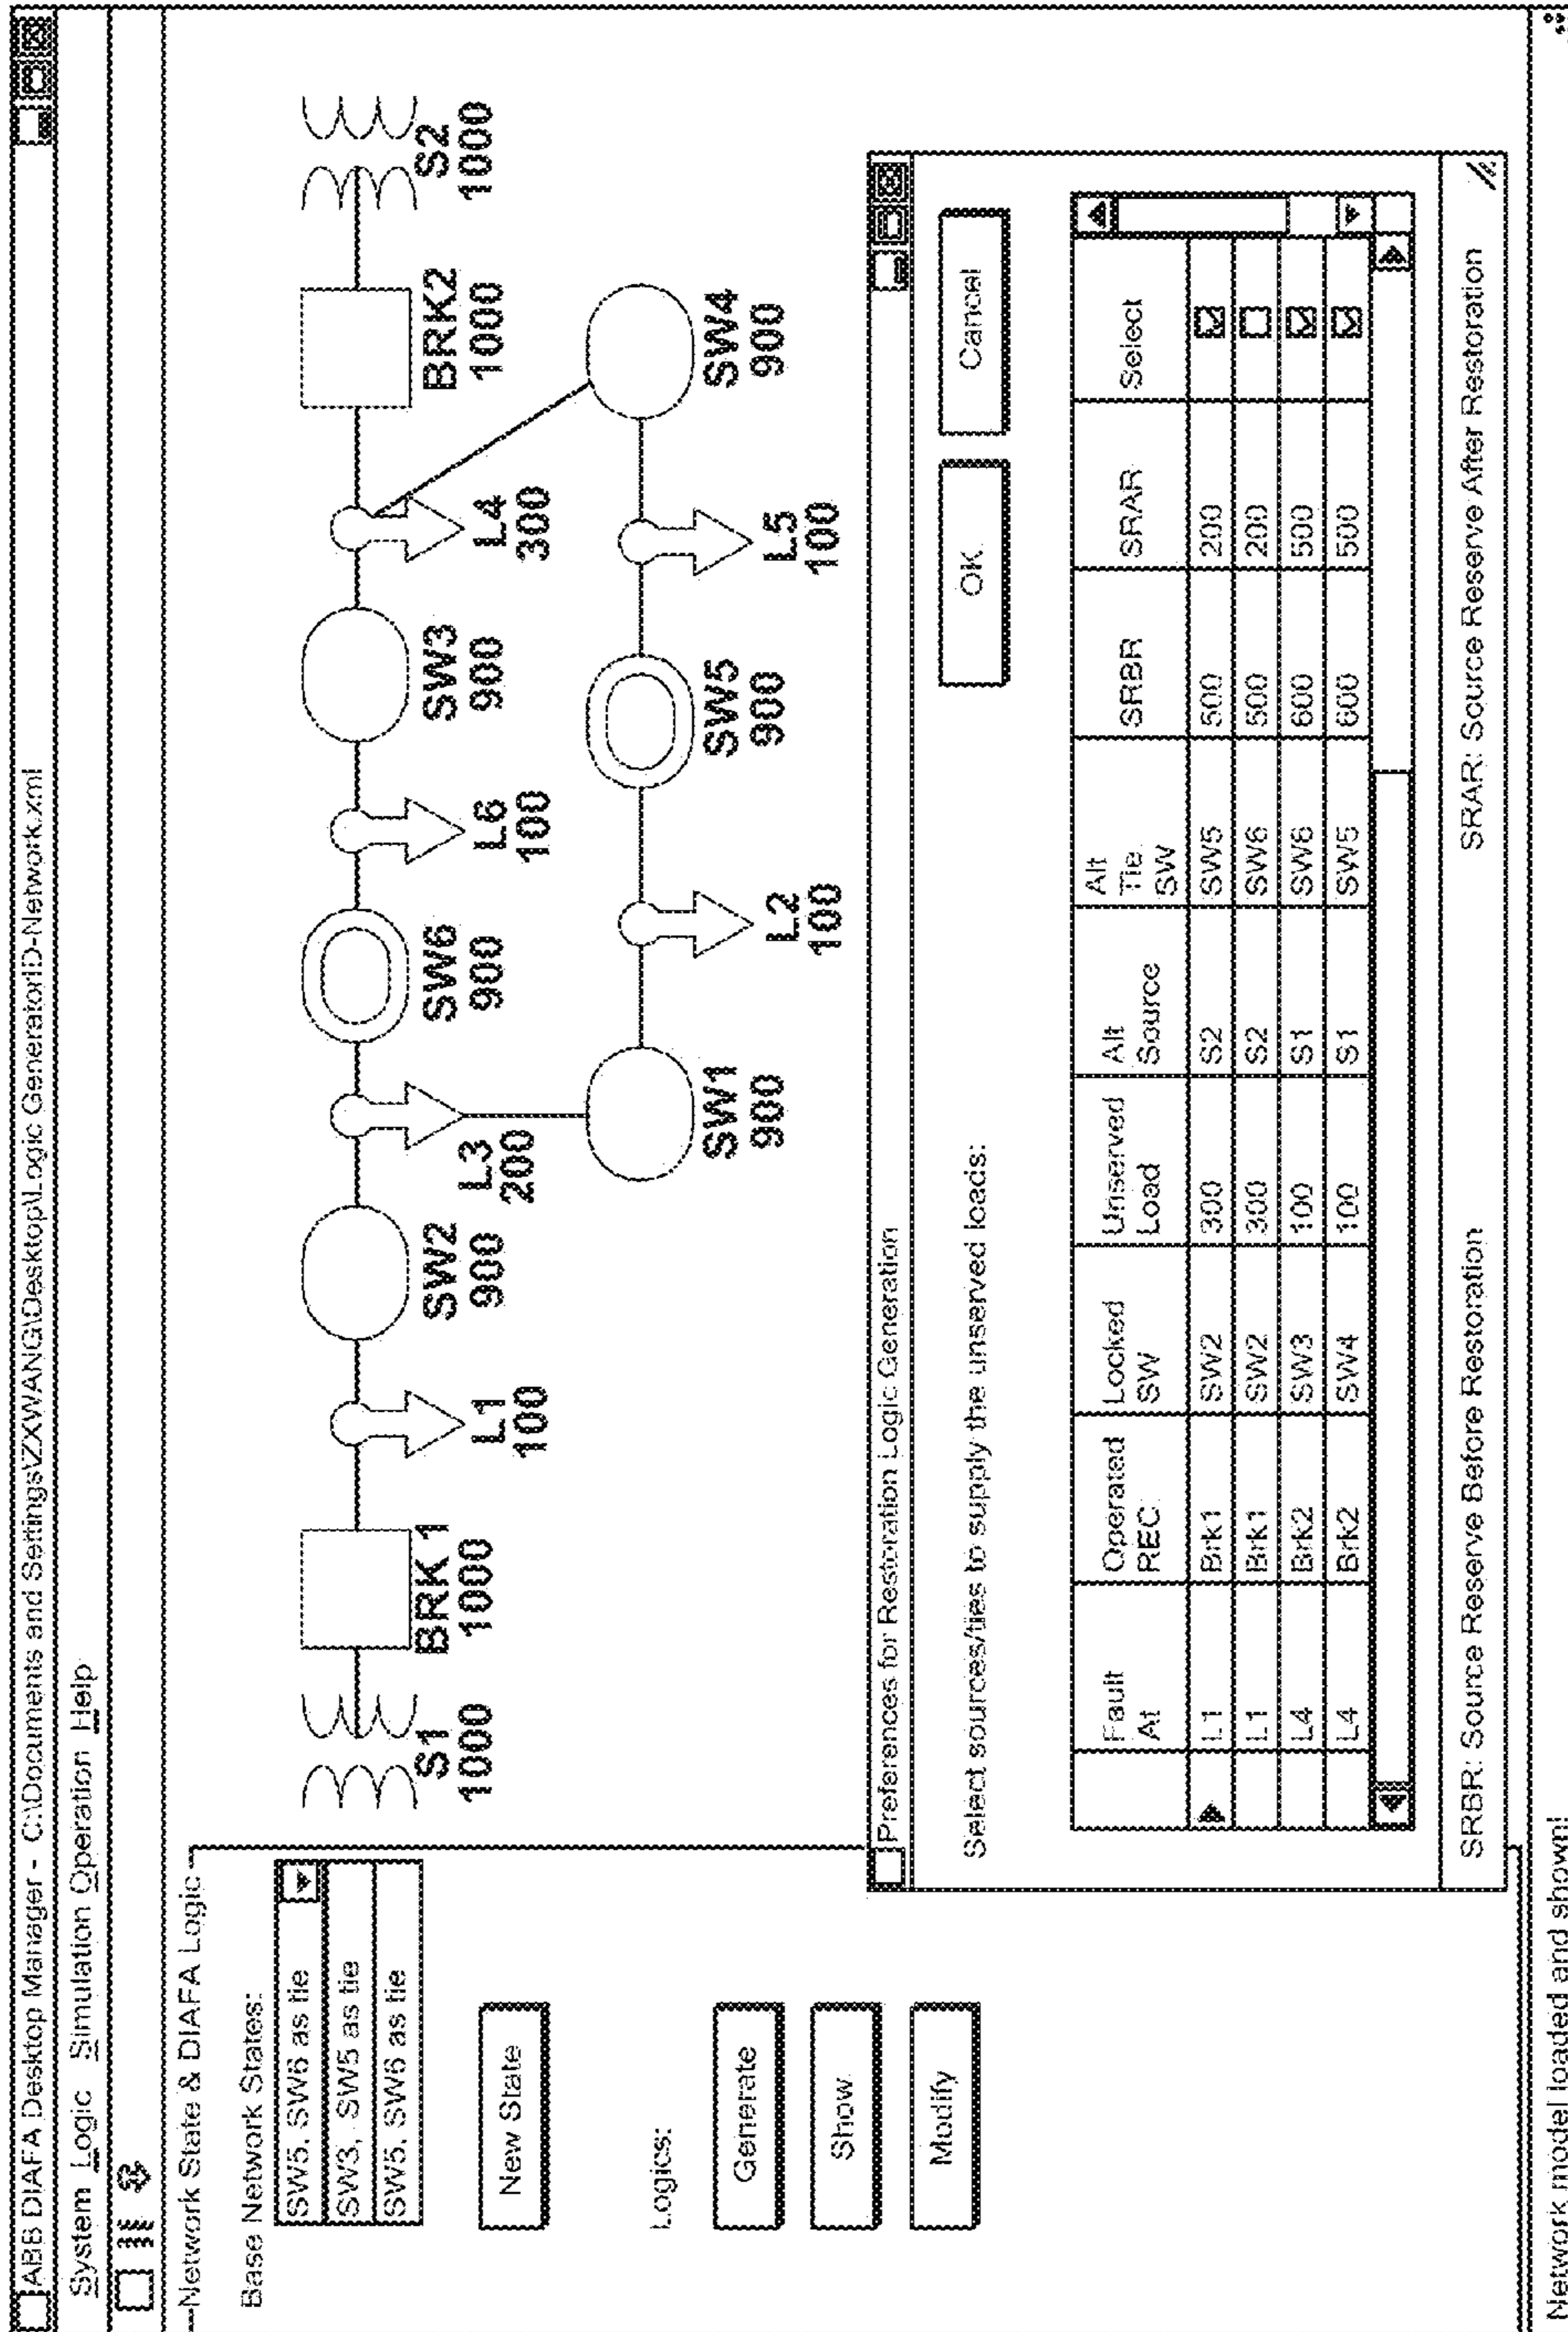 ABB DIAFA Desktop Manager - C:\Documents and Settings\ZXWANG\Desktop\Logic Generator\D-Network.xml
System Logic Simulation Operation Help
Network State & DIAFA Logic
Base Network States:
SW5, SW6 as tie
SW3, SW5 as tie
SW5, SW6 as tie
New State
Logics:
Generate
Show
Modify
S1
1000
BRK1
1000
L1
100
SW2
900
L3
200
SW6
900
L6
100
SW3
900
L4
300
BRK2
1000
S2
1000
SW1
900
L2
100
SW5
900
L5
100
SW4
900
Preferences for Restoration Logic Generation
Select sources/ties to supply the unserved loads:
OK
Cancel
Fault At Operated REC. Locked SW Unserved Load Alt Source Alt Tie SW SRBR SRAR Select
L1 Brk1 SW2 300 S2 SW5 500 200
L1 Brk1 SW2 300 S2 SW6 500 200
L4 Brk2 SW3 100 S1 SW6 600 500
L4 Brk2 SW4 100 S1 SW5 600 500
SRBR: Source Reserve Before Restoration SRAR: Source Reserve After Restoration
Network model loaded and shown!